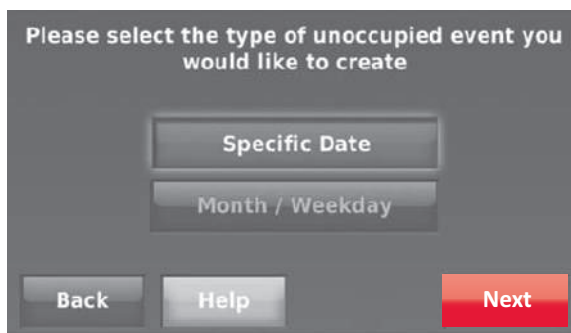 Please select the type of unoccupied event you
would like to create
Specific Date
Month / Weekday
Back
Help
Next